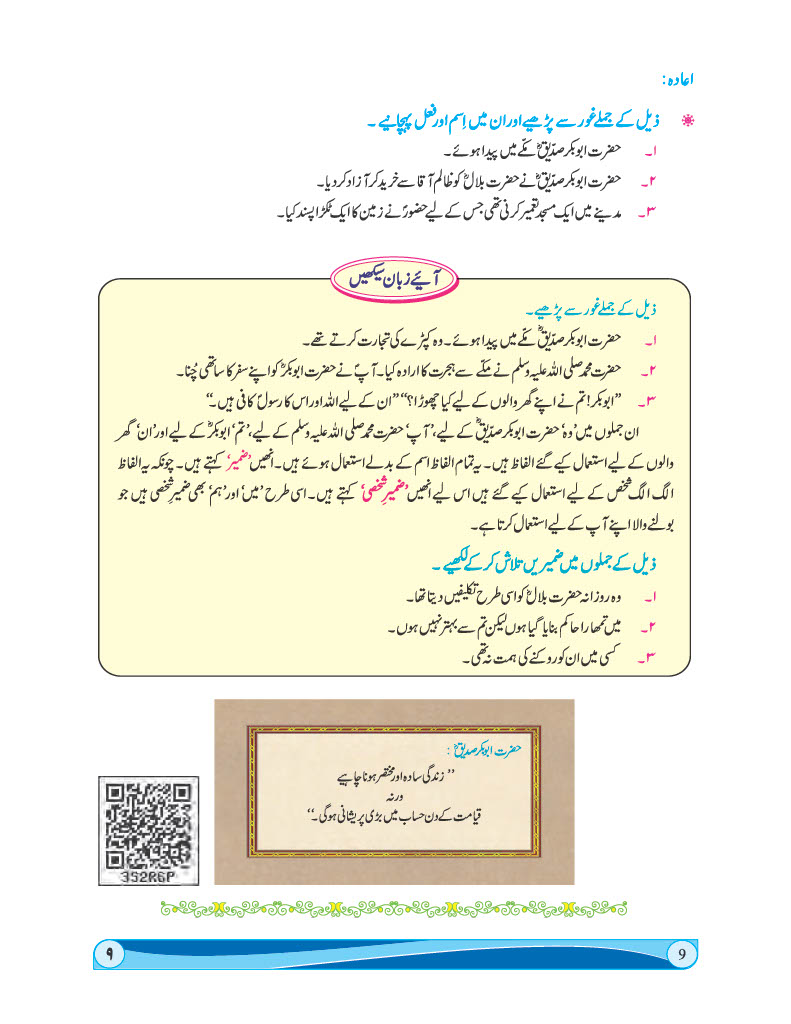 اعادہ :
ذیل کے جملے غور سے پڑھیے اور ان میں اِسم اور فعل پہچانیے ۔
۱۔ حضرت ابوبکر صدّیقؓ مکّے میں پیدا ہوئے۔
۲۔ حضرت ابوبکر صدّیقؓ نے حضرت بلالؓ کو ظالم آقا سے خرید کر آزاد کر دیا۔
۳۔ مدینے میں ایک مسجد تعمیر کرنی تھی جس کے لیے حضورؐ نے زمین کا ایک ٹکڑا پسند کیا۔
آئیے زبان سیکھیں
ذیل کے جملے غور سے پڑھیے۔
۱۔ حضرت ابوبکر صدّیقؓ مکّے میں پیدا ہوئے۔ وہ کپڑے کی تجارت کرتے تھے۔
۲۔ حضرت محمد صلی اللہ علیہ وسلم نے مکّے سے ہجرت کا ارادہ کیا۔ آپؐ نے حضرت ابوبکرؓ کو اپنے سفر کا ساتھی چُنا۔
۳۔ ”ابوبکر! تم نے اپنے گھر والوں کے لیے کیا چھوڑا؟“ ”ان کے لیے اللہ اور اس کا رسولؐ کافی ہیں۔“
ان جملوں میں ’وہ‘ حضرت ابوبکر صدّیقؓ کے لیے، ’آپ‘ حضرت محمد صلی اللہ علیہ وسلم کے لیے، ’تم‘ ابوبکرؓ کے لیے اور ’ان‘ گھر
والوں کے لیے استعمال کیے گئے الفاظ ہیں۔ یہ تمام الفاظ اسم کے بدلے استعمال ہوئے ہیں۔ انھیں ’ضمیر‘ کہتے ہیں۔ چونکہ یہ الفاظ
الگ الگ شخص کے لیے استعمال کیے گئے ہیں اس لیے انھیں ’ضمیرِ شخصی‘ کہتے ہیں۔ اسی طرح ’میں‘ اور ’ہم‘ بھی ضمیرِ شخصی ہیں جو
بولنے والا اپنے آپ کے لیے استعمال کرتا ہے۔
ذیل کے جملوں میں ضمیریں تلاش کرکے لکھیے ۔
۱۔ وہ روزانہ حضرت بلالؓ کو اسی طرح تکلیفیں دیتا تھا۔
۲۔ میں تمھارا حاکم بنایا گیا ہوں لیکن تم سے بہتر نہیں ہوں۔
۳۔ کسی میں ان کو روکنے کی ہمت نہ تھی۔
حضرت ابوبکر صدیقؓ :
” زندگی سادہ اور مختصر ہونا چاہیے
ورنہ
قیامت کے دن حساب میں بڑی پریشانی ہوگی۔“
3S2R6P
۹
9